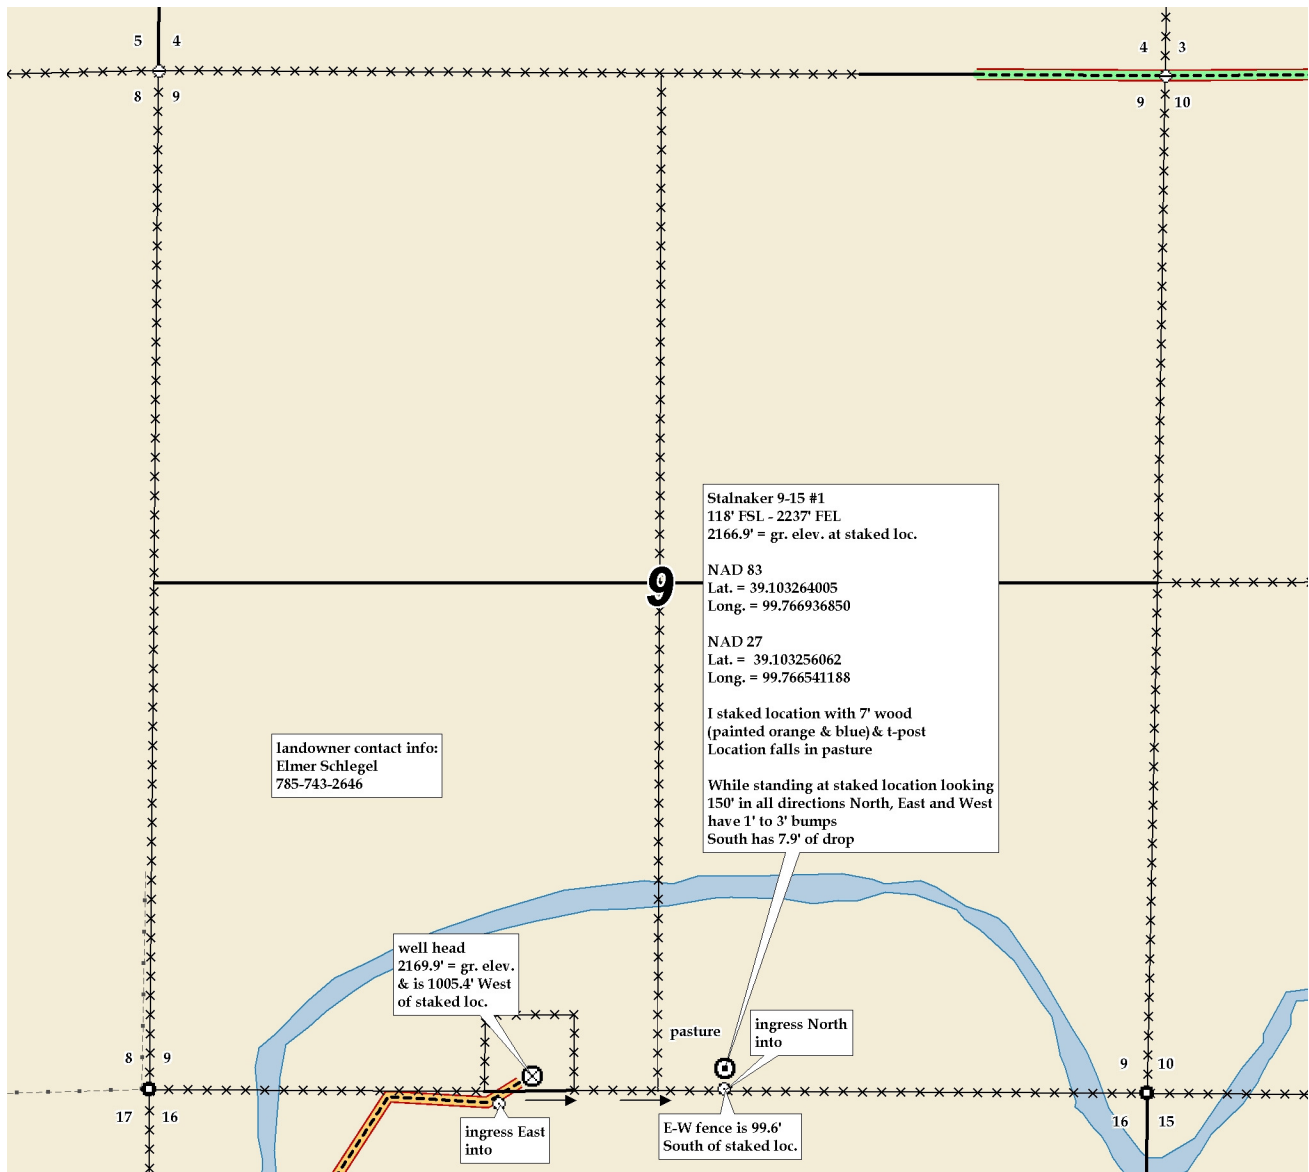 5 4
4 3
8 9
9 10
Stalnaker 9-15 #1
118' FSL - 2237' FEL
2166.9' = gr. elev. at staked loc.
NAD 83
Lat. = 39.103264005
Long. = 99.766936850
NAD 27
Lat. = 39.103256062
Long. = 99.766541188
I staked location with 7' wood
(painted orange & blue) & t-post
Location falls in pasture
While standing at staked location looking
150' in all directions North, East and West
have 1' to 3' bumps
South has 7.9' of drop
9
landowner contact info:
Elmer Schlegel
785-743-2646
well head
2169.9' = gr. elev.
& is 1005.4' West
of staked loc.
pasture
ingress North
into
8 9
9 10
17 16
16 15
ingress East
into
E-W fence is 99.6'
South of staked loc.